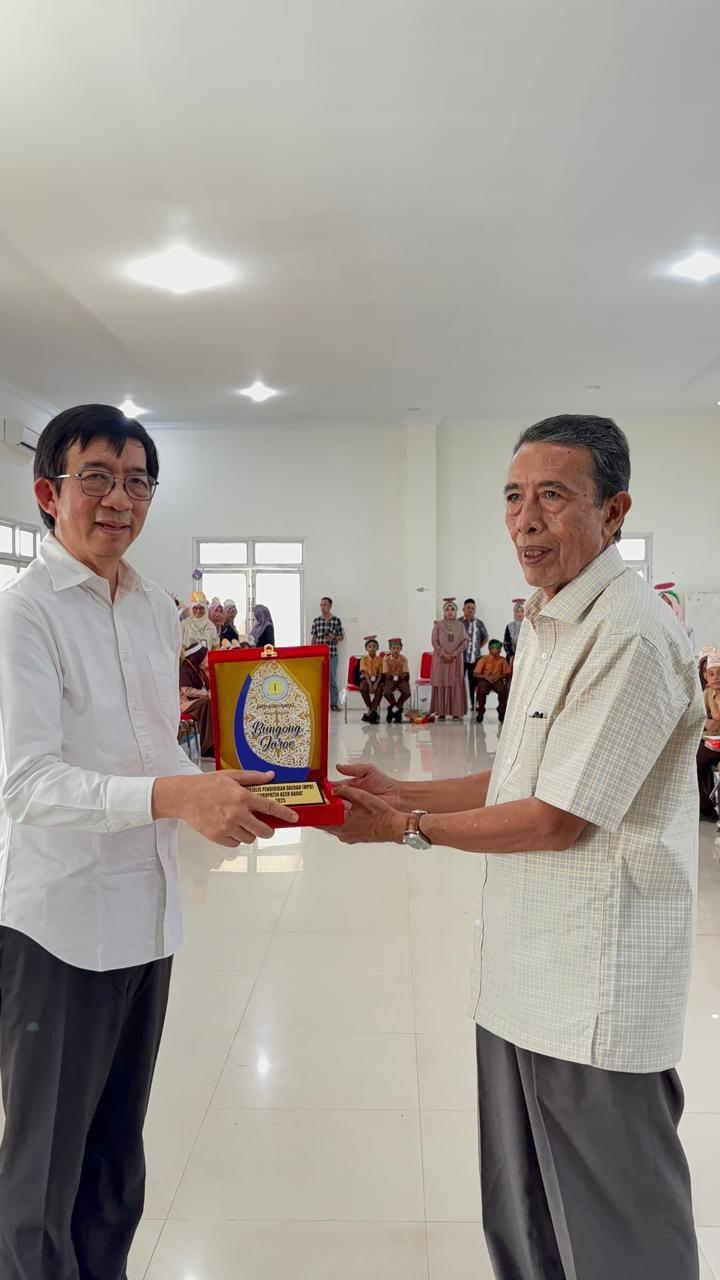 Bungong
Jaroe
MAJELIS PENDIDIKAN DAERAH (MPD)
KABUPATEN ACEH BARAT
2025